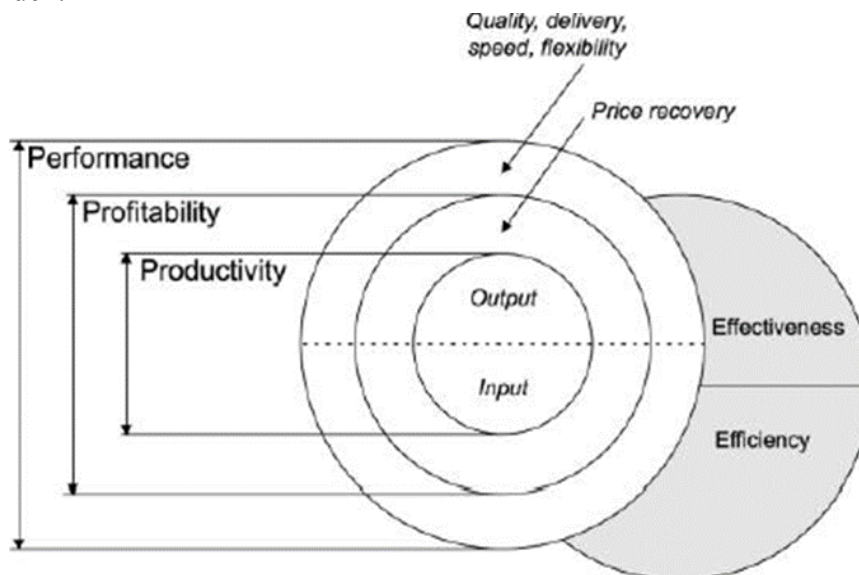 Quality, delivery,
speed, flexibility
Price recovery
Performance
Profitability
Productivity
Output
Input
Effectiveness
Efficiency